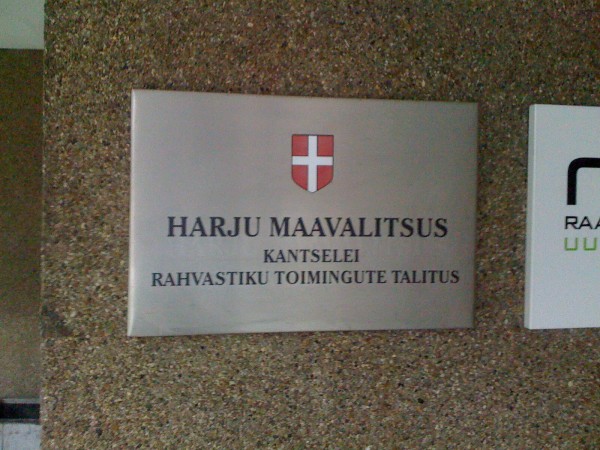 HARJU MAAVALITSUS
KANTSELEI
RAHVASTIKU TOIMINGUTE TALITUS